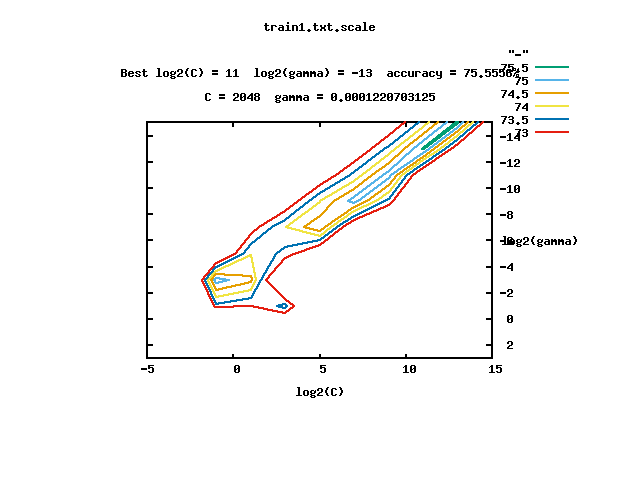 train1.txt.scale
"-"
Best log2(C) = 11 log2(gamma) = -13 accuracy = 75.5556%
75.5
75
C = 2048 gamma = 0.0001220703125
74.5
74
73.5
73
-14
-12
-10
-8
-6
log2(gamma)
-4
-2
0
2
-5 0 5 10 15
log2(C)